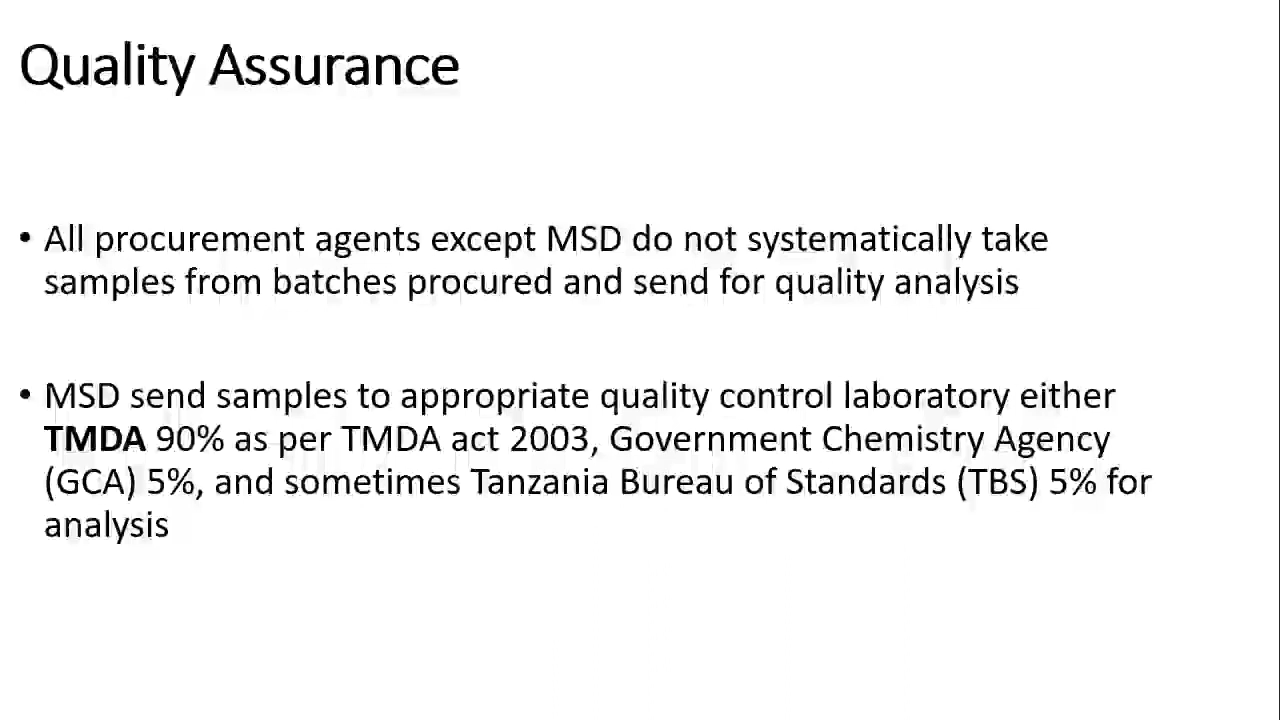 Quality Assurance
• All procurement agents except MSD do not systematically take
samples from batches procured and send for quality analysis
• MSD send samples to appropriate quality control laboratory either
TMDA 90% as per TMDA act 2003, Government Chemistry Agency
(GCA) 5%, and sometimes Tanzania Bureau of Standards (TBS) 5% for
analysis